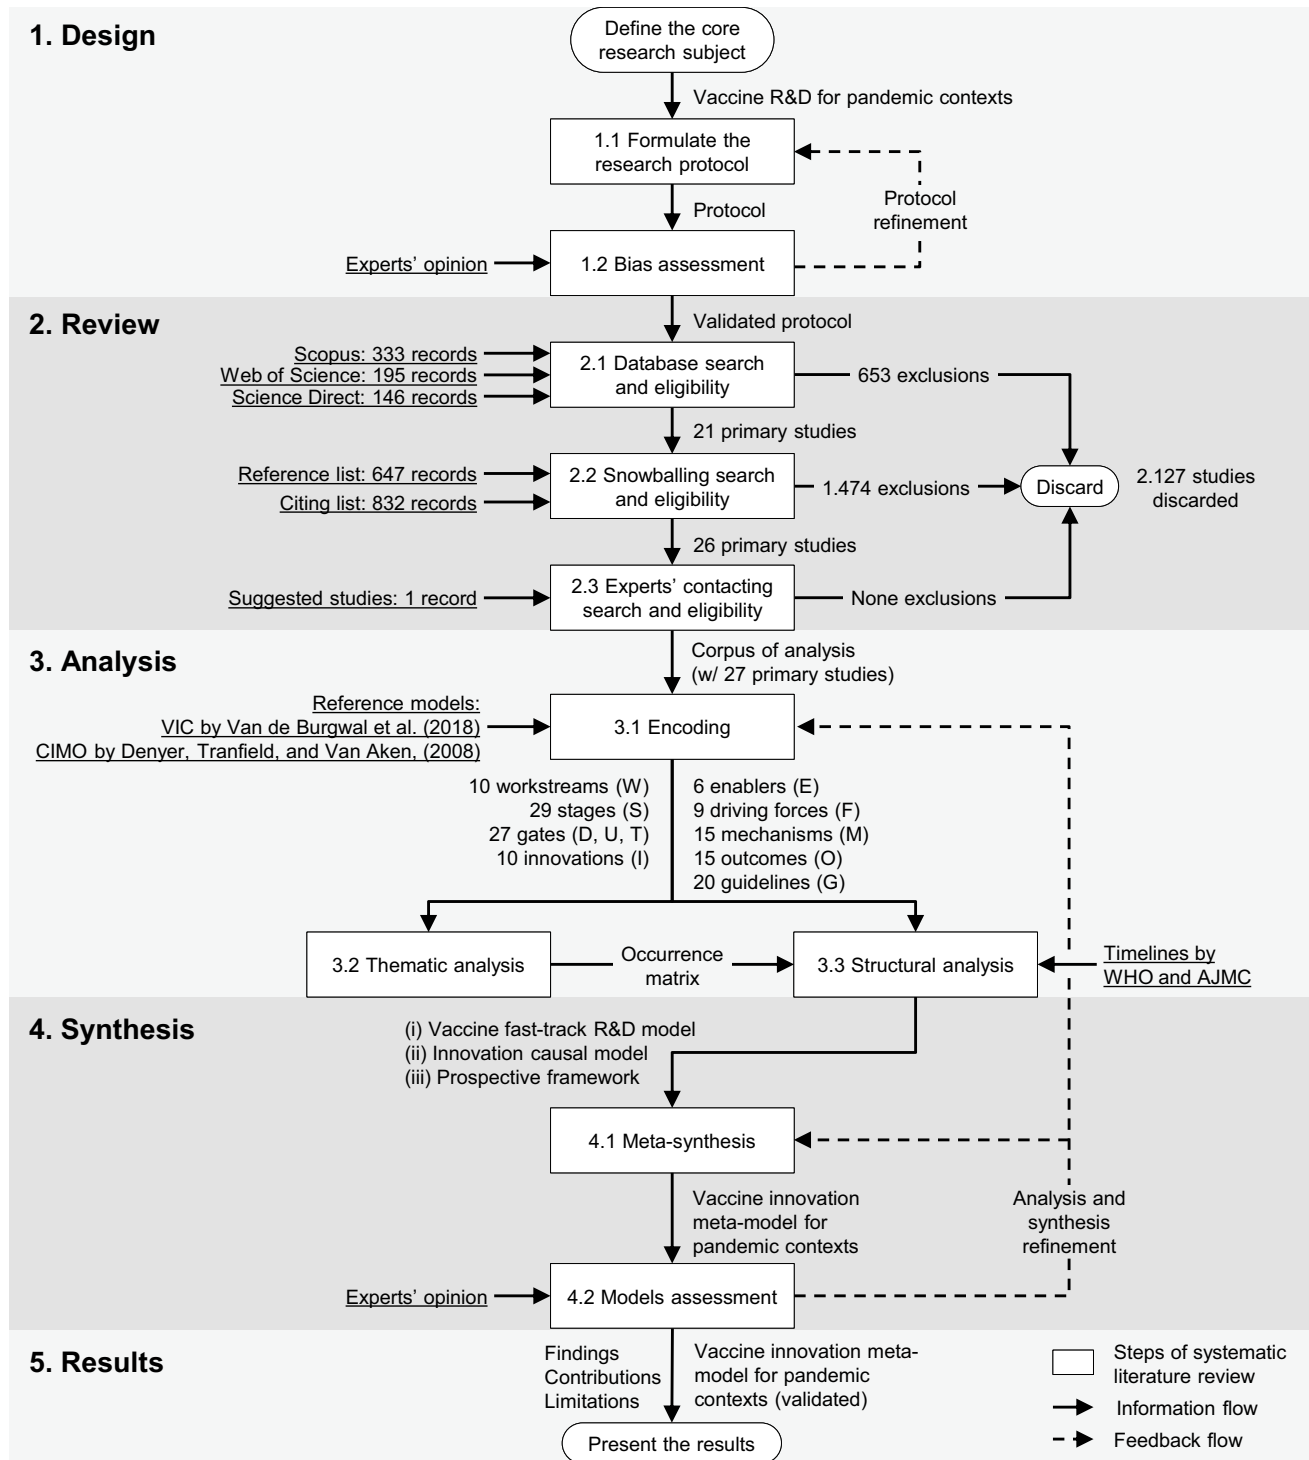 1. Design
Define the core
research subject
Vaccine R&D for pandemic contexts
1.1 Formulate the
research protocol
Protocol
refinement
Protocol
Experts' opinion
1.2 Bias assessment
2. Review
Validated protocol
Scopus: 333 records
Web of Science: 195 records
Science Direct: 146 records
2.1 Database search
and eligibility
653 exclusions
21 primary studies
Reference list: 647 records
Citing list: 832 records
2.2 Snowballing search
and eligibility
1.474 exclusions
Discard
2.127 studies
discarded
26 primary studies
Suggested studies: 1 record
2.3 Experts' contacting
search and eligibility
None exclusions
3. Analysis
Corpus of analysis
(w/ 27 primary studies)
Reference models:
VIC by Van de Burgwal et al. (2018)
CIMO by Denyer, Tranfield, and Van Aken, (2008)
3.1 Encoding
10 workstreams (W)
29 stages (S)
27 gates (D, U, T)
10 innovations (I)
6 enablers (E)
9 driving forces (F)
15 mechanisms (M)
15 outcomes (O)
20 guidelines (G)
3.2 Thematic analysis
Occurrence
matrix
3.3 Structural analysis
Timelines by
WHO and AJMC
4. Synthesis
(i) Vaccine fast-track R&D model
(ii) Innovation causal model
(iii) Prospective framework
4.1 Meta-synthesis
Vaccine innovation
meta-model for
pandemic contexts
Analysis and
synthesis
refinement
Experts' opinion
4.2 Models assessment
5. Results
Findings
Contributions
Limitations
Vaccine innovation meta-
model for pandemic
contexts (validated)
Present the results
Steps of systematic
literature review
Information flow
Feedback flow